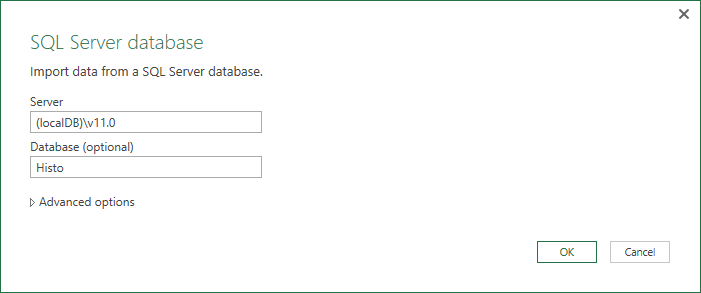 SQL Server database
Import data from a SQL Server database.
Server
(localDB)\v11.0
Database (optional)
Histo
Advanced options
OK Cancel